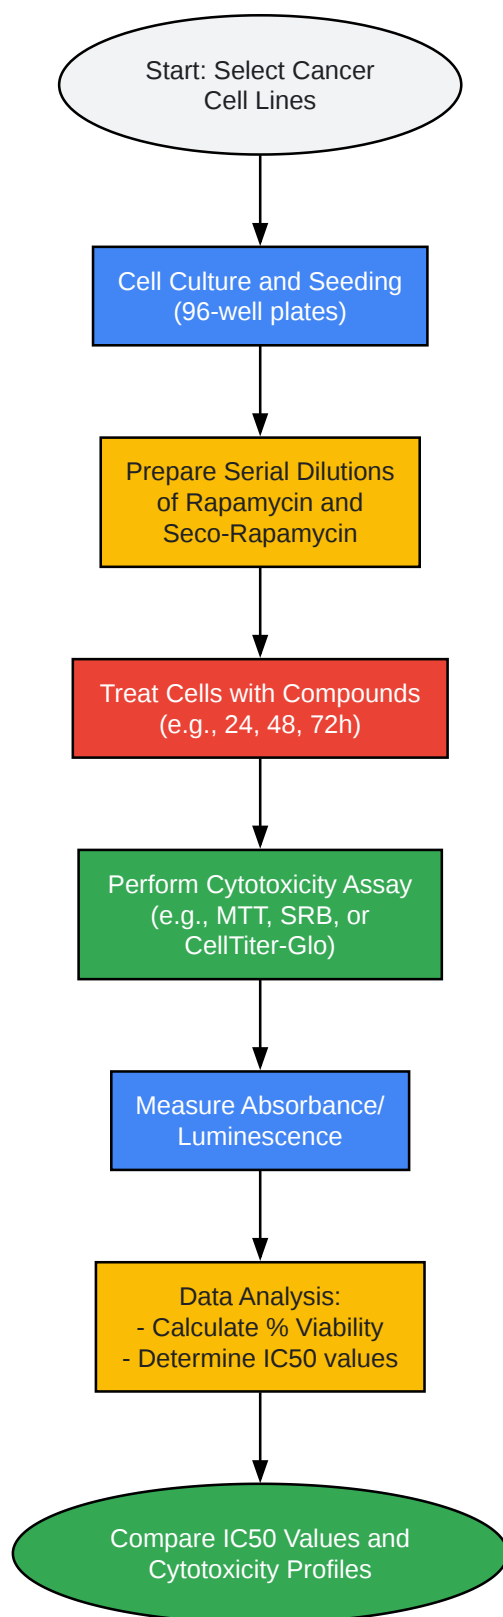 Start: Select Cancer
Cell Lines
Cell Culture and Seeding
(96-well plates)
Prepare Serial Dilutions
of Rapamycin and
Seco-Rapamycin
Treat Cells with Compounds
(e.g., 24, 48, 72h)
Perform Cytotoxicity Assay
(e.g., MTT, SRB, or
CellTiter-Glo)
Measure Absorbance/
Luminescence
Data Analysis:
- Calculate % Viability
- Determine IC50 values
Compare IC50 Values and
Cytotoxicity Profiles